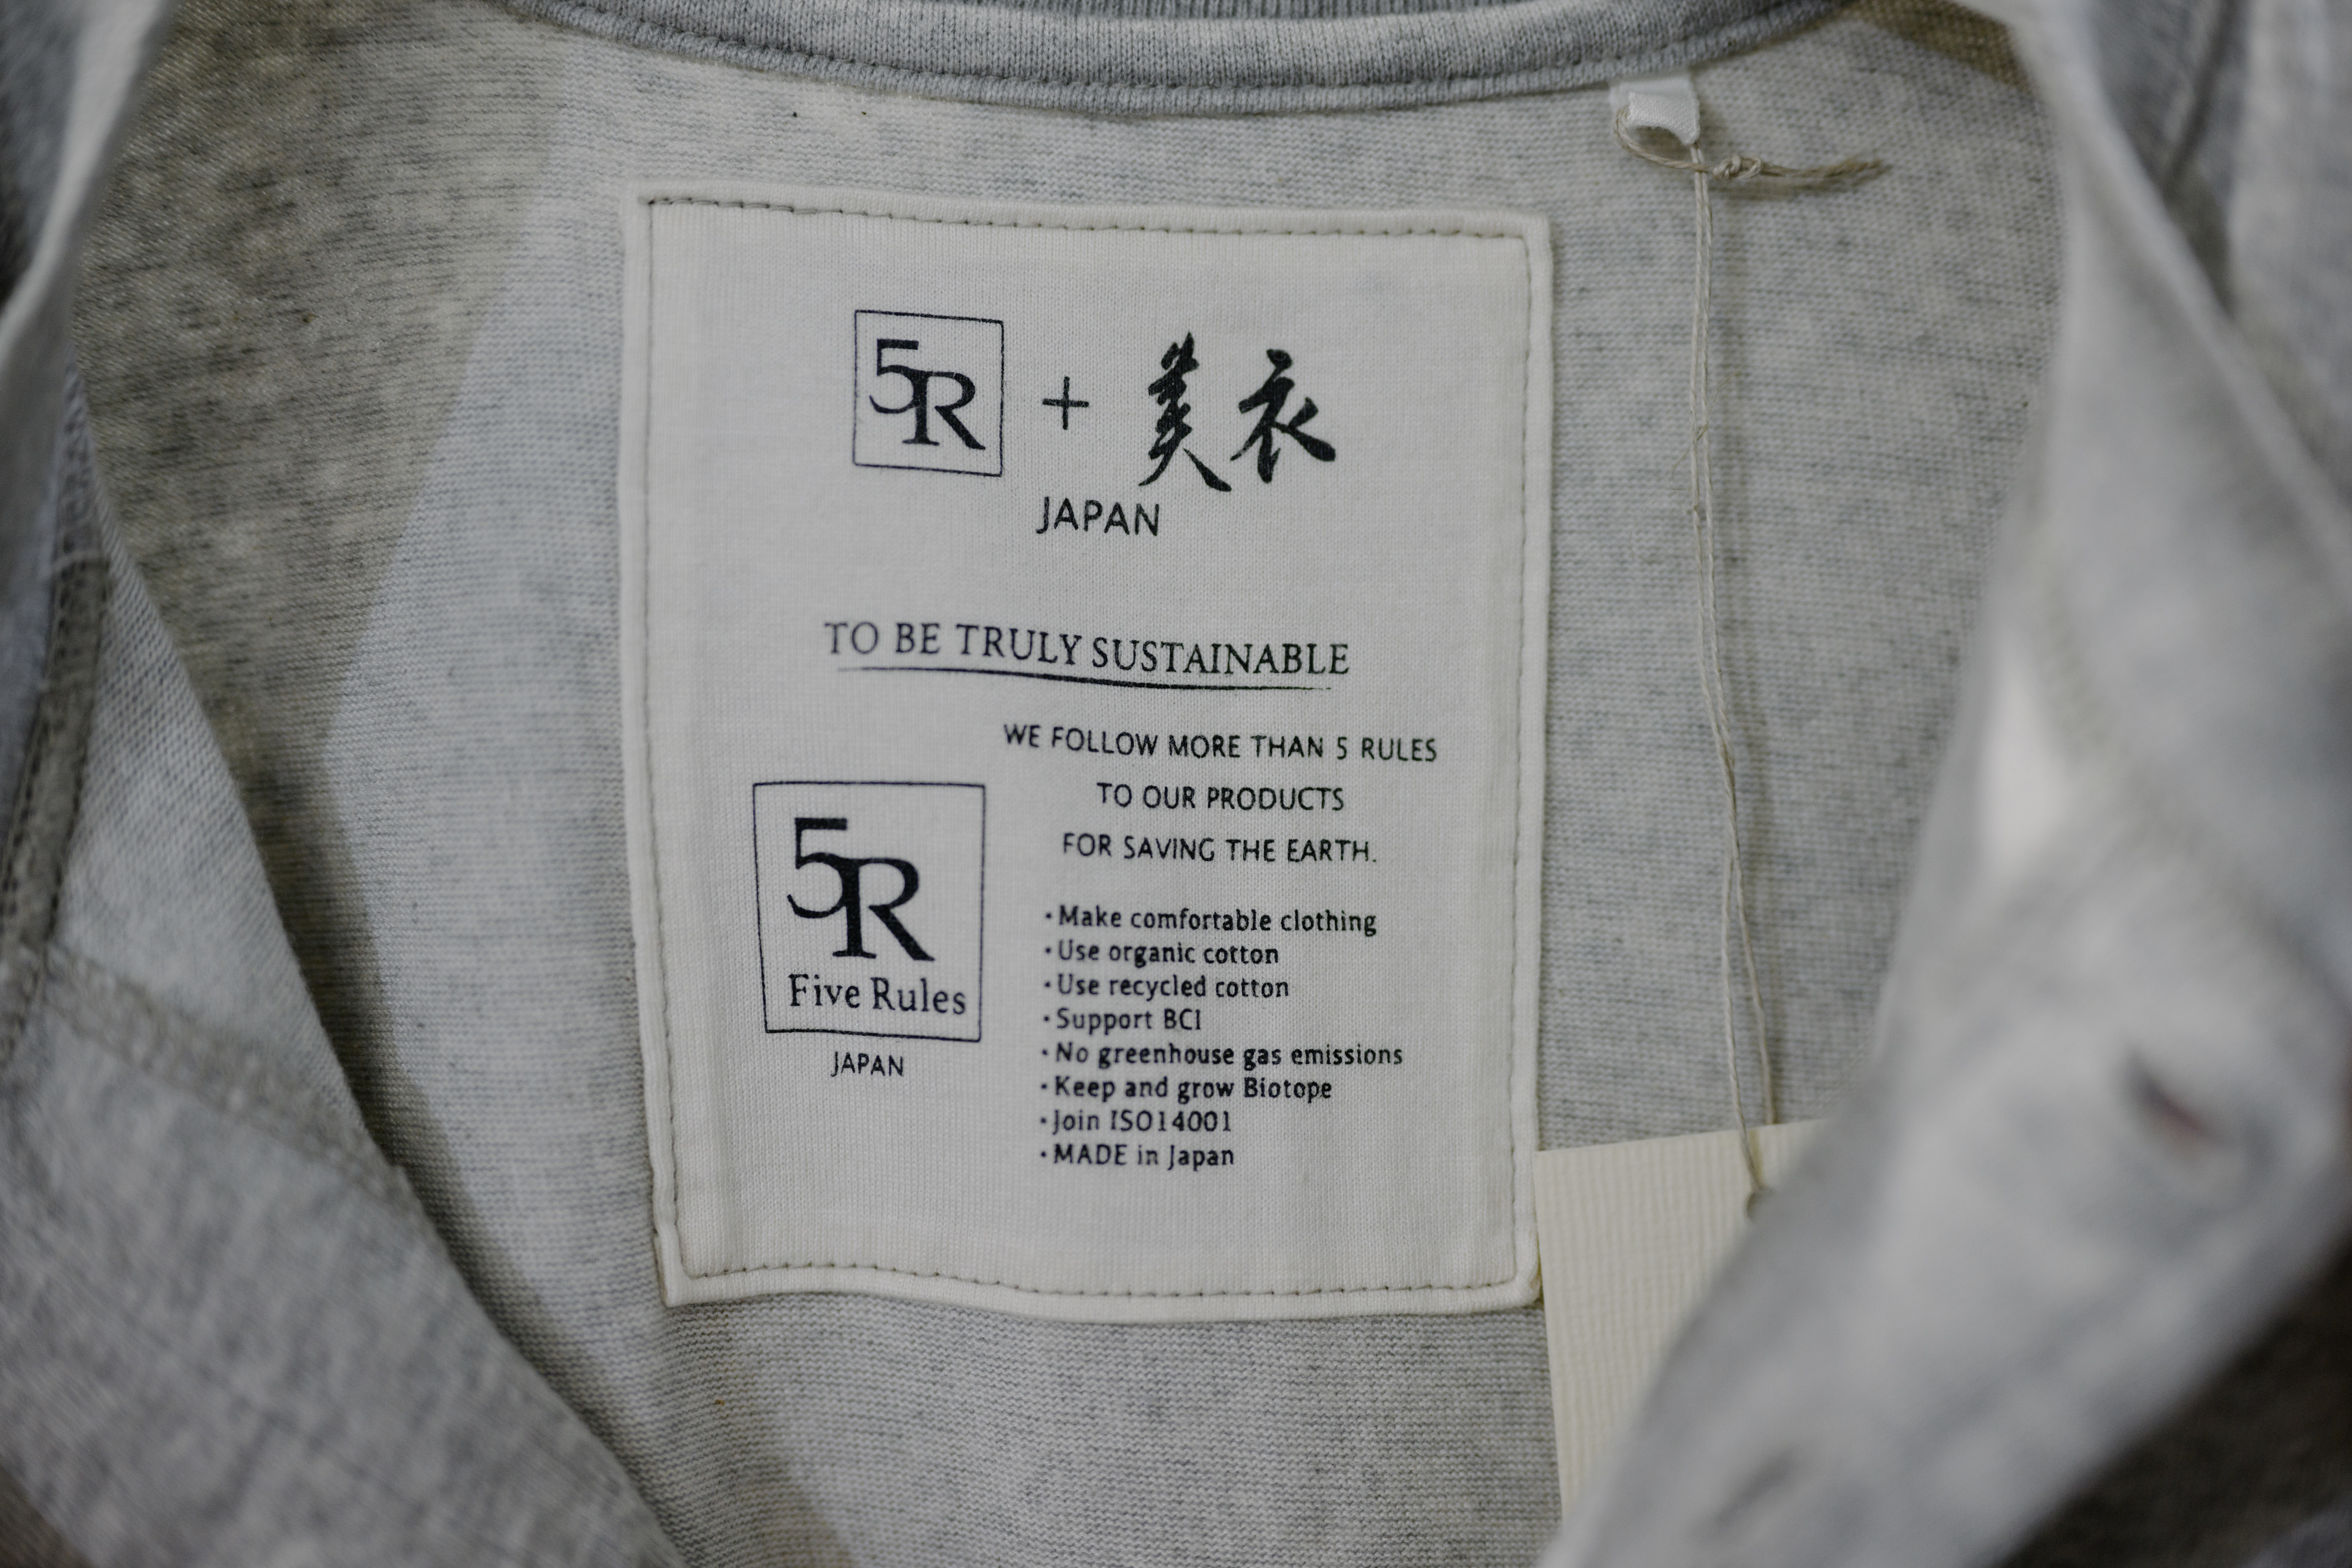 5R + 美衣
JAPAN
TO BE TRULY SUSTAINABLE
WE FOLLOW MORE THAN 5 RULES
TO OUR PRODUCTS
FOR SAVING THE EARTH.
5R
Five Rules
JAPAN
・Make comfortable clothing
・Use organic cotton
・Use recycled cotton
・Support BCI
・No greenhouse gas emissions
・Keep and grow Biotope
・Join ISO14001
・MADE in Japan